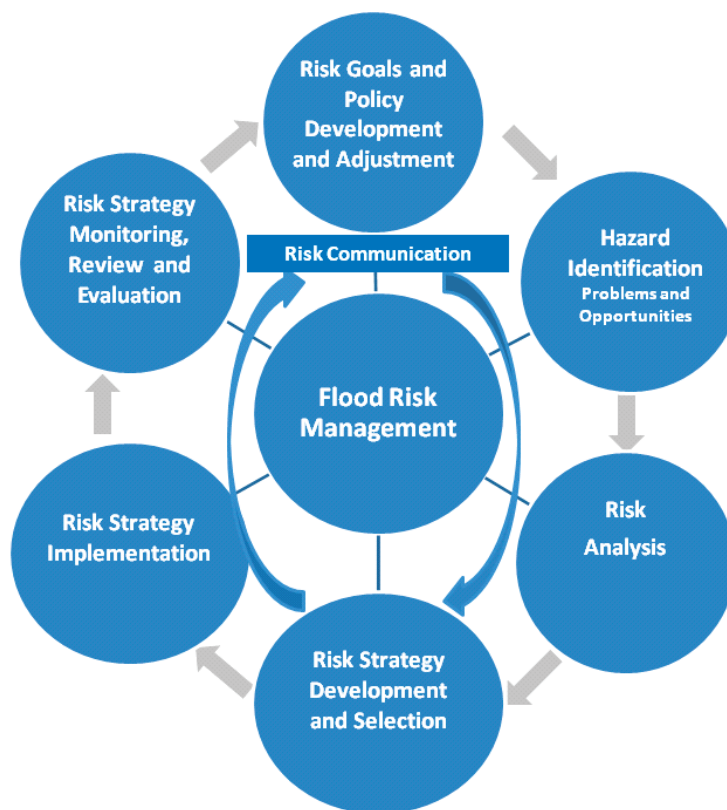 Risk Goals and
Policy
Development
and Adjustment
Risk Strategy
Monitoring,
Review and
Evaluation
Risk Communication
Hazard
Identification
Problems and
Opportunities
Flood Risk
Management
Risk Strategy
Implementation
Risk
Analysis
Risk Strategy
Development
and Selection